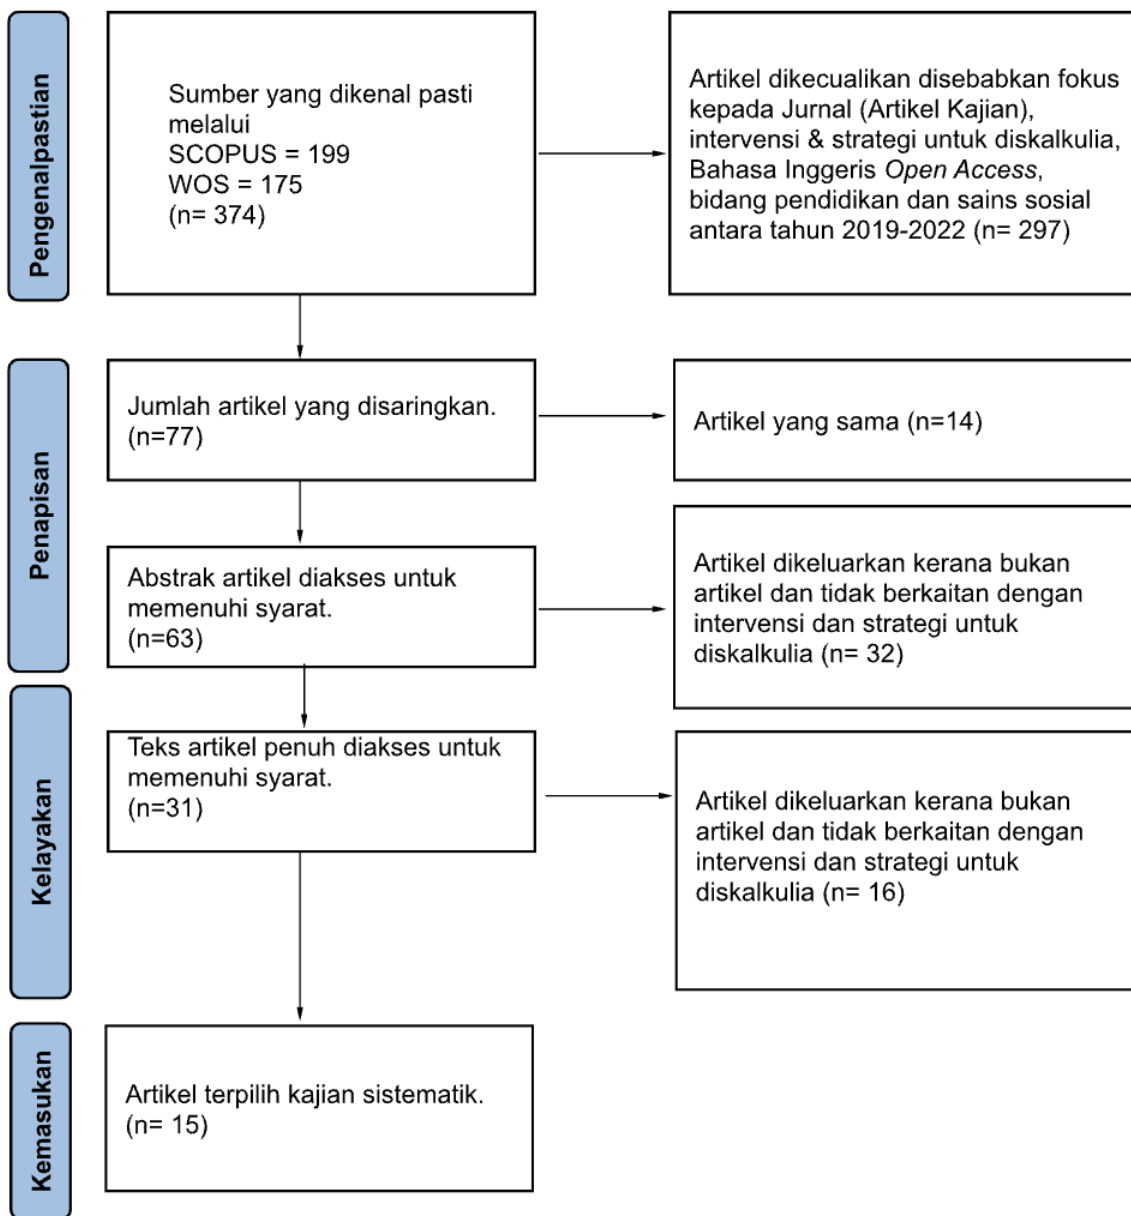 Pengenalpastian
Sumber yang dikenal pasti
melalui
SCOPUS = 199
WOS = 175
(n= 374)
Artikel dikecualikan disebabkan fokus
kepada Jurnal (Artikel Kajian),
intervensi & strategi untuk diskalkulia,
Bahasa Inggeris Open Access,
bidang pendidikan dan sains sosial
antara tahun 2019-2022 (n= 297)
Penapisan
Jumlah artikel yang disaringkan.
(n=77)
Artikel yang sama (n=14)
Abstrak artikel diakses untuk
memenuhi syarat.
(n=63)
Artikel dikeluarkan kerana bukan
artikel dan tidak berkaitan dengan
intervensi dan strategi untuk
diskalkulia (n= 32)
Kelayakan
Teks artikel penuh diakses untuk
memenuhi syarat.
(n=31)
Artikel dikeluarkan kerana bukan
artikel dan tidak berkaitan dengan
intervensi dan strategi untuk
diskalkulia (n= 16)
Kemasukan
Artikel terpilih kajian sistematik.
(n= 15)